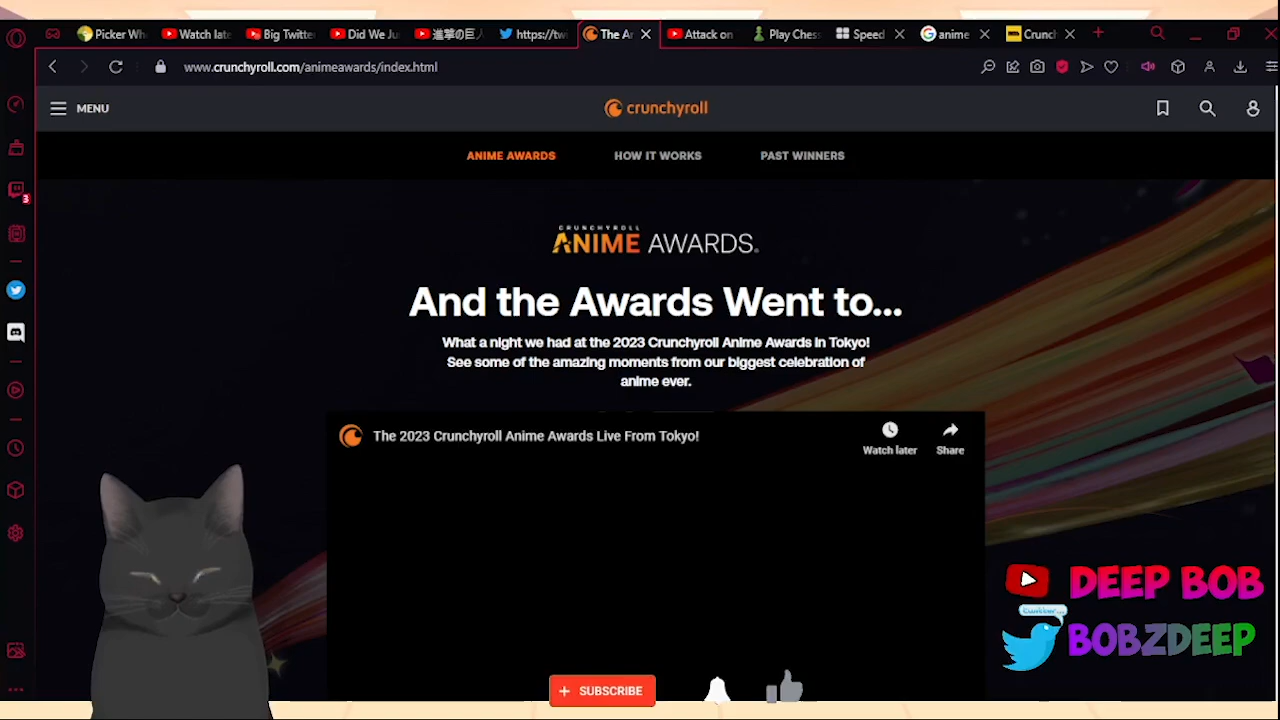 Picker Wh
Watch late
Big Twitte
Did We Ju
進撃の巨人
https://tw
The Ar
Attack on
Play Chess
Speed
anime
Crunch
www.crunchyroll.com/animeawards/index.html
MENU
crunchyroll
ANIME AWARDS
HOW IT WORKS
PAST WINNERS
CRUNCHYROLL
ANIME AWARDS®
And the Awards Went to...
What a night we had at the 2023 Crunchyroll Anime Awards in Tokyo!
See some of the amazing moments from our biggest celebration of
anime ever.
The 2023 Crunchyroll Anime Awards Live From Tokyo!
Watch later
Share
3
DEEP BOB
twitter...
BOBZDEEP
+ SUBSCRIBE